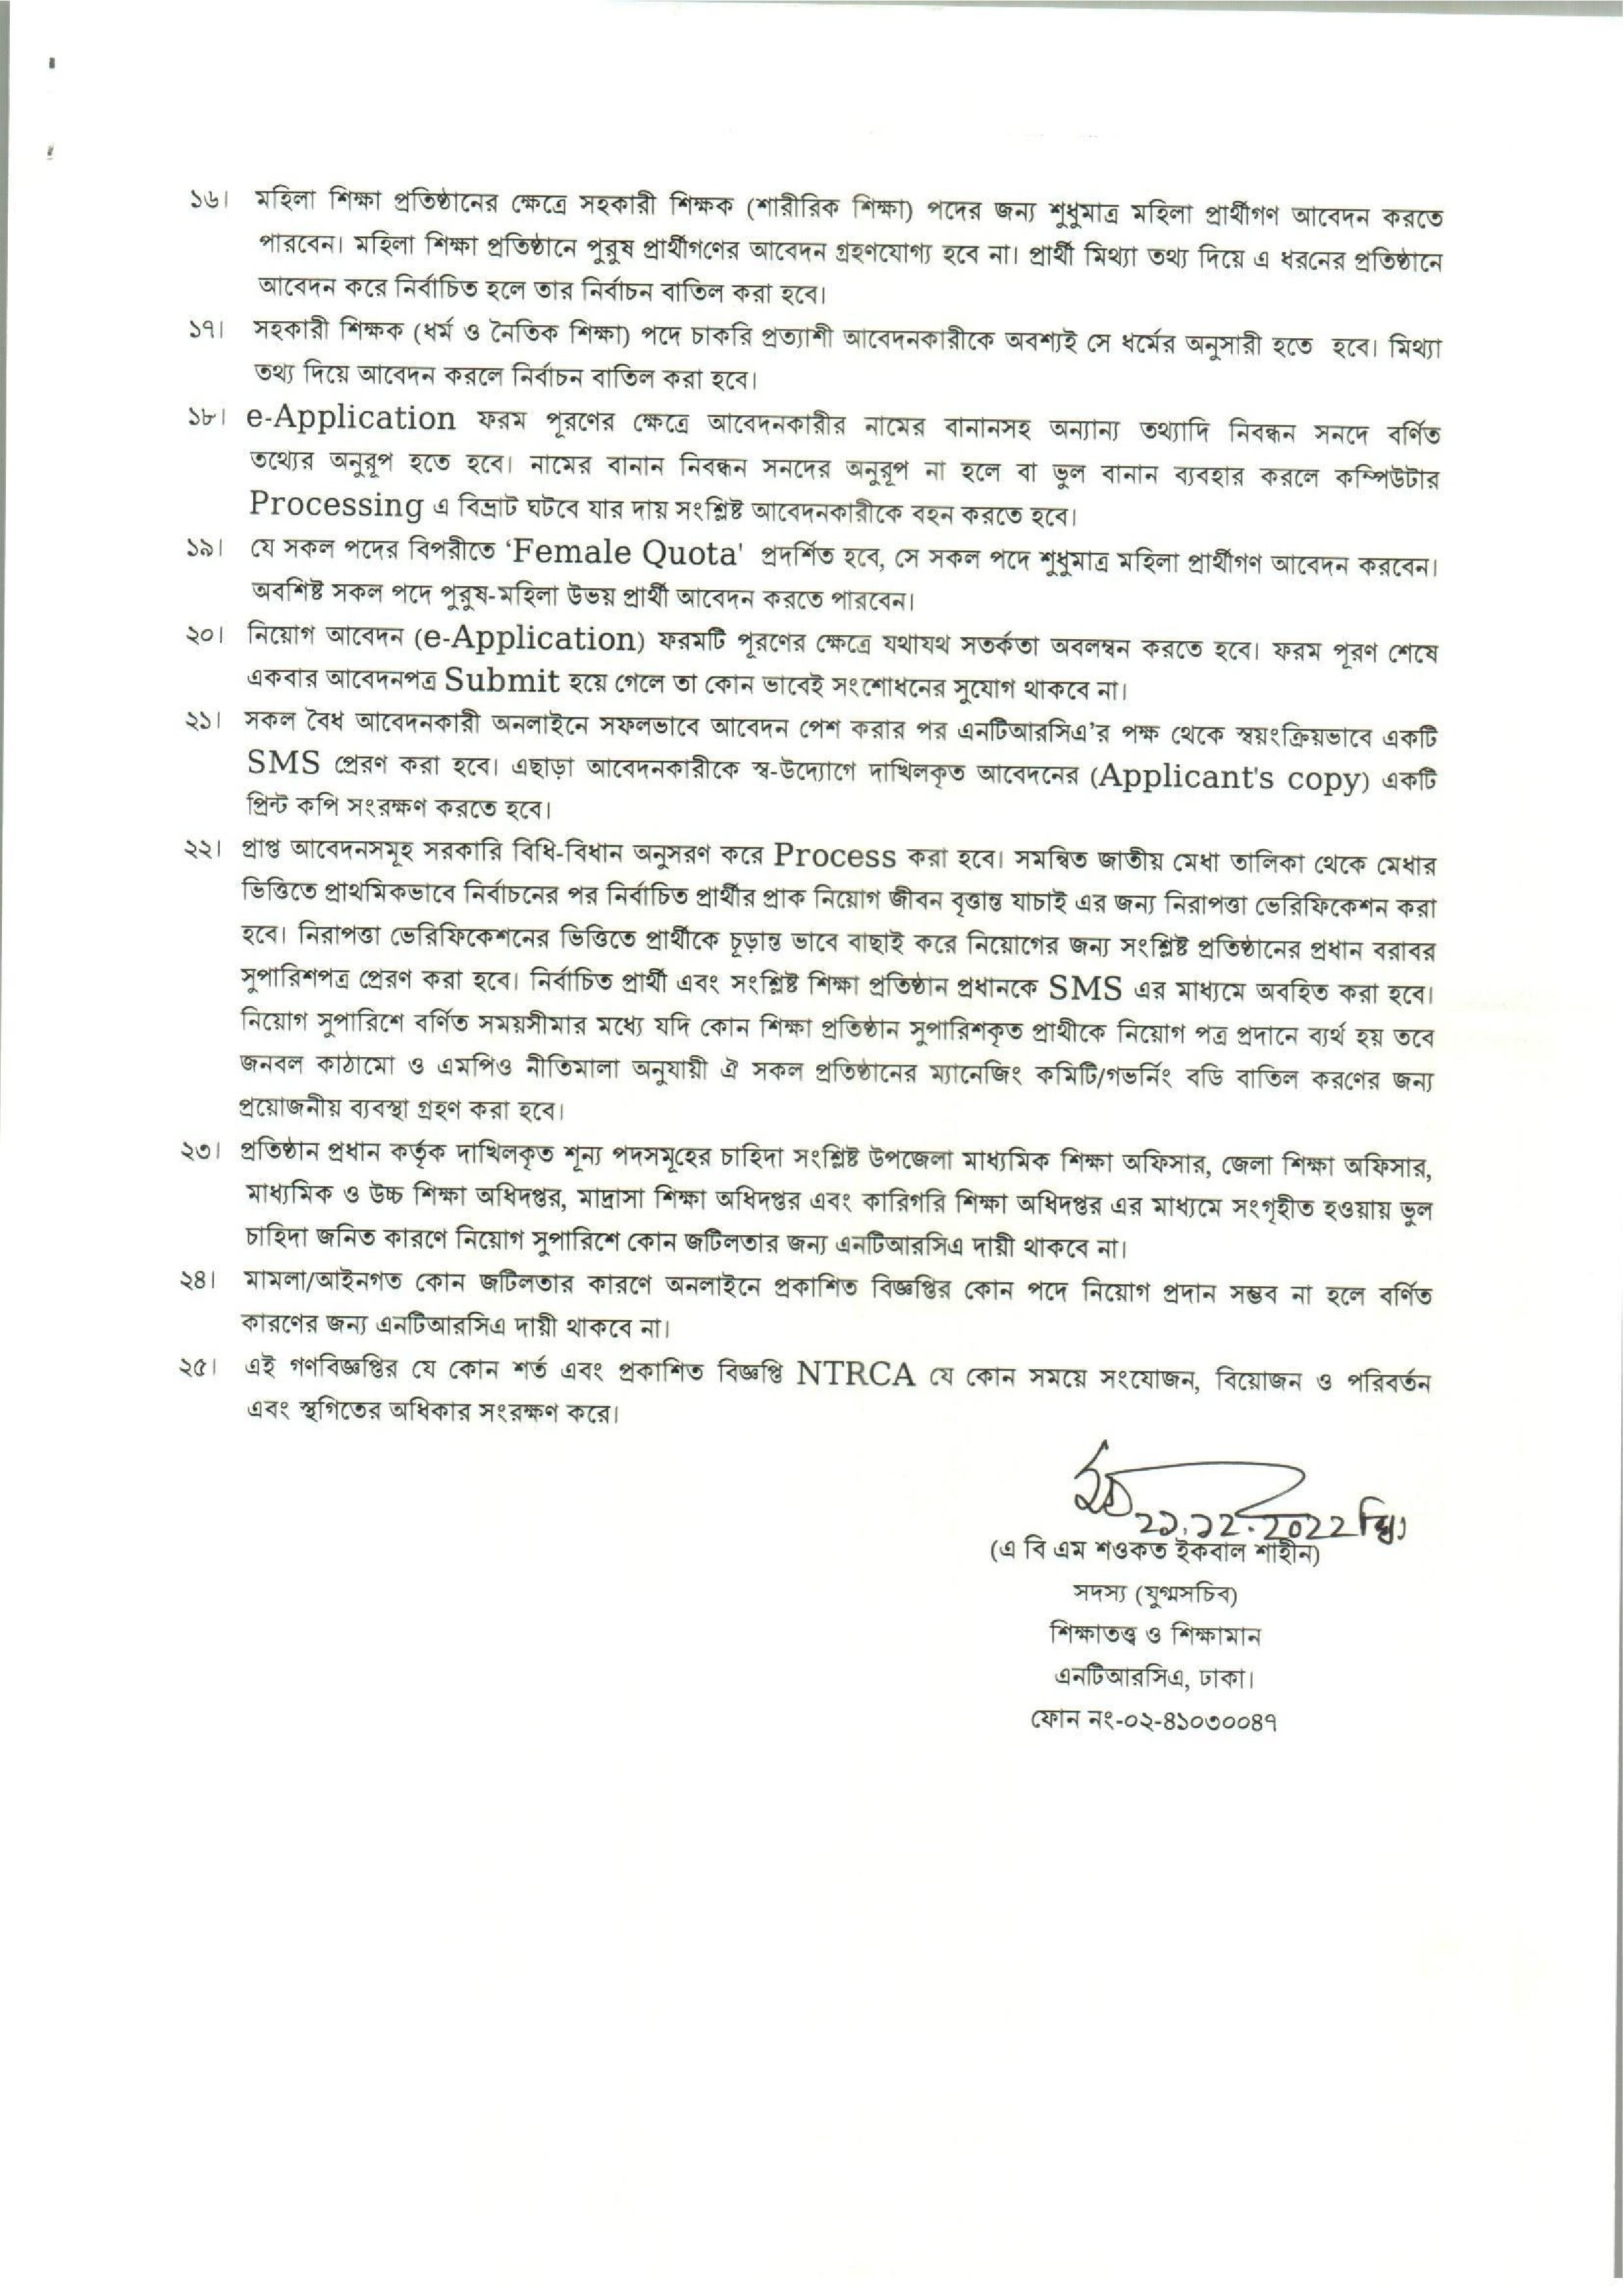 ১৬। মহিলা শিক্ষা প্রতিষ্ঠানের ক্ষেত্রে সহকারী শিক্ষক (শারীরিক শিক্ষা) পদের জন্য শুধুমাত্র মহিলা প্রার্থীগণ আবেদন করতে
পারবেন। মহিলা শিক্ষা প্রতিষ্ঠানে পুরুষ প্রার্থীগণের আবেদন গ্রহণযোগ্য হবে না। প্রার্থী মিথ্যা তথ্য দিয়ে এ ধরনের প্রতিষ্ঠানে
আবেদন করে নির্বাচিত হলে তার নির্বাচন বাতিল করা হবে।
১৭। সহকারী শিক্ষক (ধর্ম ও নৈতিক শিক্ষা) পদে চাকরি প্রত্যাশী আবেদনকারীকে অবশ্যই সে ধর্মের অনুসারী হতে হবে। মিথ্যা
তথ্য দিয়ে আবেদন করলে নির্বাচন বাতিল করা হবে।
১৮। e-Application ফরম পূরণের ক্ষেত্রে আবেদনকারীর নামের বানানসহ অন্যান্য তথ্যাদি নিবন্ধন সনদে বর্ণিত
তথ্যের অনুরূপ হতে হবে। নামের বানান নিবন্ধন সনদের অনুরূপ না হলে বা ভুল বানান ব্যবহার করলে কম্পিউটার
Processing এ বিভ্রাট ঘটবে যার দায় সংশ্লিষ্ট আবেদনকারীকে বহন করতে হবে।
১৯। যে সকল পদের বিপরীতে ‘Female Quota' প্রদর্শিত হবে, সে সকল পদে শুধুমাত্র মহিলা প্রার্থীগণ আবেদন করবেন।
অবশিষ্ট সকল পদে পুরুষ-মহিলা উভয় প্রার্থী আবেদন করতে পারবেন।
২০। নিয়োগ আবেদন (e-Application) ফরমটি পূরণের ক্ষেত্রে যথাযথ সতর্কতা অবলম্বন করতে হবে। ফরম পূরণ শেষে
একবার আবেদনপত্র Submit হয়ে গেলে তা কোন ভাবেই সংশোধনের সুযোগ থাকবে না।
২১। সকল বৈধ আবেদনকারী অনলাইনে সফলভাবে আবেদন পেশ করার পর এনটিআরসিএ’র পক্ষ থেকে স্বয়ংক্রিয়ভাবে একটি
SMS প্রেরণ করা হবে। এছাড়া আবেদনকারীকে স্ব-উদ্যোগে দাখিলকৃত আবেদনের (Applicant's copy) একটি
প্রিন্ট কপি সংরক্ষণ করতে হবে।
২২। প্রাপ্ত আবেদনসমূহ সরকারি বিধি-বিধান অনুসরণ করে Process করা হবে। সমন্বিত জাতীয় মেধা তালিকা থেকে মেধার
ভিত্তিতে প্রাথমিকভাবে নির্বাচনের পর নির্বাচিত প্রার্থীর প্রাক নিয়োগ জীবন বৃত্তান্ত যাচাই এর জন্য নিরাপত্তা ভেরিফিকেশন করা
হবে। নিরাপত্তা ভেরিফিকেশনের ভিত্তিতে প্রার্থীকে চূড়ান্ত ভাবে বাছাই করে নিয়োগের জন্য সংশ্লিষ্ট প্রতিষ্ঠানের প্রধান বরাবর
সুপারিশপত্র প্রেরণ করা হবে। নির্বাচিত প্রার্থী এবং সংশ্লিষ্ট শিক্ষা প্রতিষ্ঠান প্রধানকে SMS এর মাধ্যমে অবহিত করা হবে।
নিয়োগ সুপারিশে বর্ণিত সময়সীমার মধ্যে যদি কোন শিক্ষা প্রতিষ্ঠান সুপারিশকৃত প্রার্থীকে নিয়োগ পত্র প্রদানে ব্যর্থ হয় তবে
জনবল কাঠামো ও এমপিও নীতিমালা অনুযায়ী ঐ সকল প্রতিষ্ঠানের ম্যানেজিং কমিটি/গভর্নিং বডি বাতিল করণের জন্য
প্রয়োজনীয় ব্যবস্থা গ্রহণ করা হবে।
২৩। প্রতিষ্ঠান প্রধান কর্তৃক দাখিলকৃত শূন্য পদসমূহের চাহিদা সংশ্লিষ্ট উপজেলা মাধ্যমিক শিক্ষা অফিসার, জেলা শিক্ষা অফিসার,
মাধ্যমিক ও উচ্চ শিক্ষা অধিদপ্তর, মাদ্রাসা শিক্ষা অধিদপ্তর এবং কারিগরি শিক্ষা অধিদপ্তর এর মাধ্যমে সংগৃহীত হওয়ায় ভুল
চাহিদা জনিত কারণে নিয়োগ সুপারিশে কোন জটিলতার জন্য এনটিআরসিএ দায়ী থাকবে না।
২৪। মামলা/আইনগত কোন জটিলতার কারণে অনলাইনে প্রকাশিত বিজ্ঞপ্তির কোন পদে নিয়োগ প্রদান সম্ভব না হলে বর্ণিত
কারণের জন্য এনটিআরসিএ দায়ী থাকবে না।
২৫। এই গণবিজ্ঞপ্তির যে কোন শর্ত এবং প্রকাশিত বিজ্ঞপ্তি NTRCA যে কোন সময়ে সংযোজন, বিয়োজন ও পরিবর্তন
এবং স্থগিতের অধিকার সংরক্ষণ করে।
২১.১২.২০২২ খ্রিঃ
(এ বি এম শওকত ইকবাল শাহীন)
সদস্য (যুগ্মসচিব)
শিক্ষাতত্ত্ব ও শিক্ষামান
এনটিআরসিএ, ঢাকা।
ফোন নং-০২-৪১০৩০০৪৭